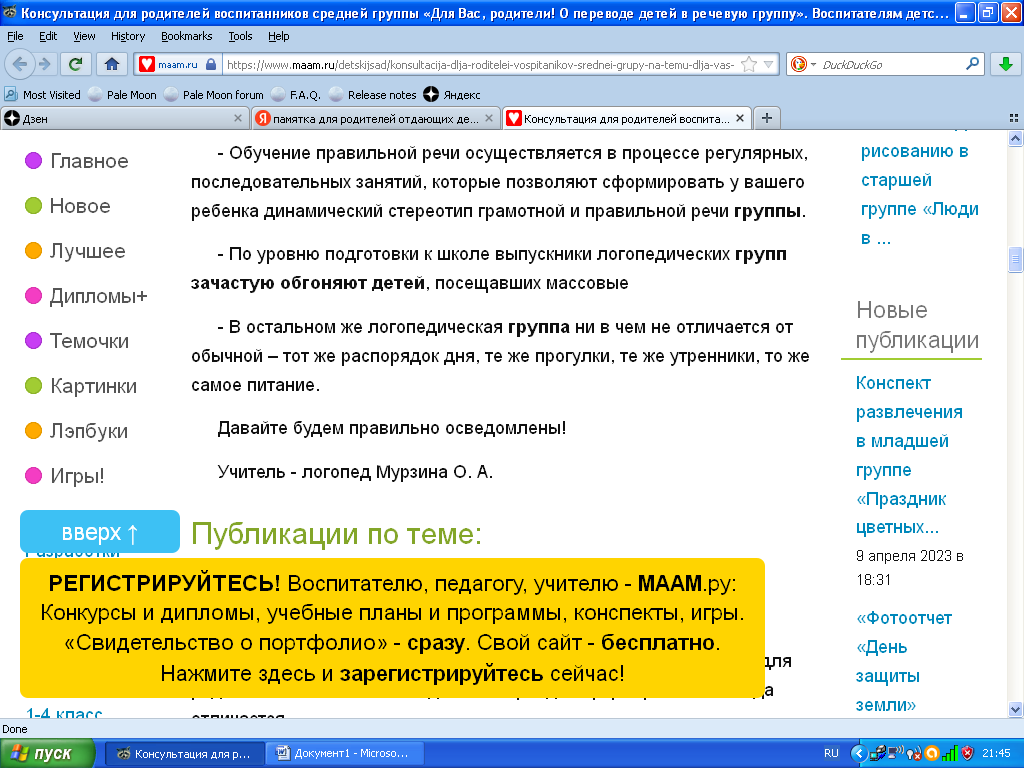 Консультация для родителей воспитанников средней группы «Для Вас, родители! О переводе детей в речевую группу». Воспитателям детс...
File Edit View History Bookmarks Tools Help
maam.ru https://www.maam.ru/detskijsad/konsultacija-dlja-roditelei-vospitanikov-srednei-grupy-na-temu-dlja-vas- DuckDuckGo
Most Visited Pale Moon Pale Moon forum F.A.Q. Release notes Яндекс
Дзен
памятка для родителей отдающих де...
Консультация для родителей воспита...
Главное
Новое
Лучшее
Дипломы+
Темочки
Картинки
Лэпбуки
Игры!
вверх ↑
Разработки
1-4 класс
- Обучение правильной речи осуществляется в процессе регулярных,
последовательных занятий, которые позволяют сформировать у вашего
ребенка динамический стереотип грамотной и правильной речи группы.
- По уровню подготовки к школе выпускники логопедических групп
зачастую обгоняют детей, посещавших массовые
- В остальном же логопедическая группа ни в чем не отличается от
обычной – тот же распорядок дня, те же прогулки, те же утренники, то же
самое питание.
Давайте будем правильно осведомлены!
Учитель - логопед Мурзина О. А.
Публикации по теме:
РЕГИСТРИРУЙТЕСЬ! Воспитателю, педагогу, учителю - МААМ.ру:
Конкурсы и дипломы, учебные планы и программы, конспекты, игры.
«Свидетельство о портфолио» - сразу. Свой сайт - бесплатно.
Нажмите здесь и зарегистрируйтесь сейчас!
для
отличается
рисованию в
старшей
группе «Люди
в ...
Новые
публикации
Конспект
развлечения
в младшей
группе
«Праздник
цветных...
9 апреля 2023 в
18:31
«Фотоотчет
«День
защиты
земли»
Done
пуск
Консультация для р...
Документ1 - Microso...
RU
21:45